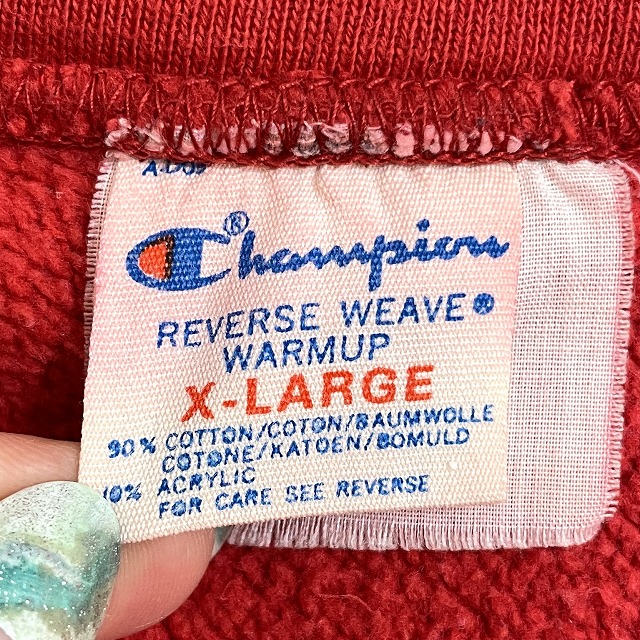 Champion®
REVERSE WEAVE®
WARMUP
X-LARGE
90% COTTON/COTON/BAUMWOLLE
COTONE/KATOEN/BOMULD
10% ACRYLIC
FOR CARE SEE REVERSE